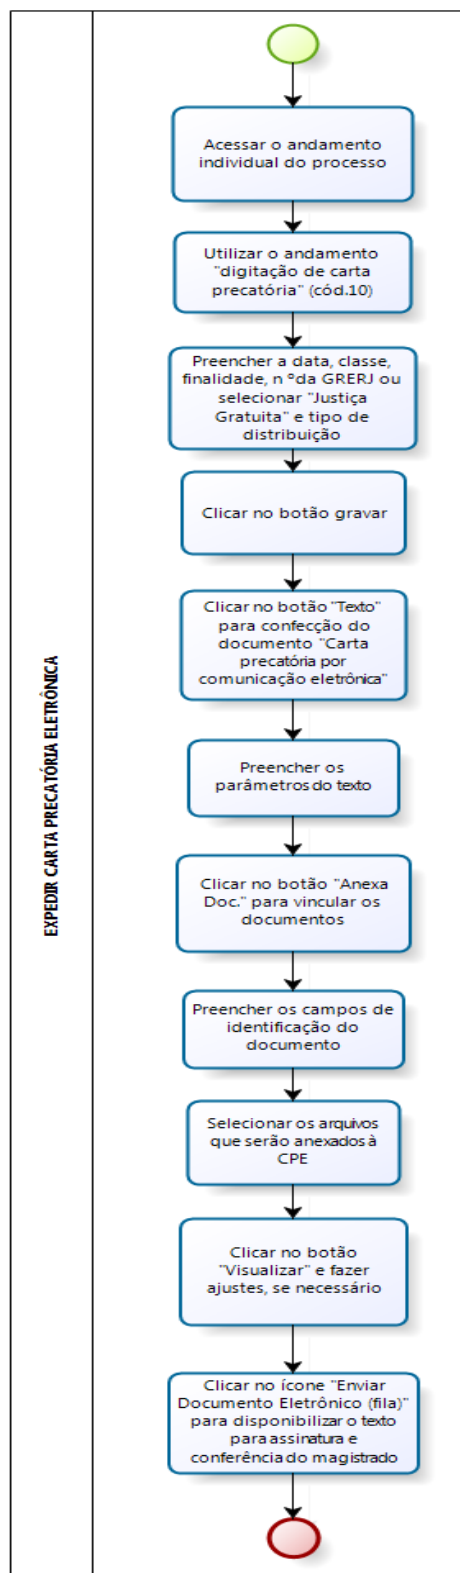 EXPEDIR CARTA PRECATÓRIA ELETRÔNICA
Acessar o andamento
individual do processo
Utilizar o andamento
"digitação de carta
precatória" (cód.10)
Preencher a data, classe,
finalidade, n ºda GRERJ ou
selecionar "Justiça
Gratuita" e tipo de
distribuição
Clicar no botão gravar
Clicar no botão "Texto"
para confecção do
documento "Carta
precatória por
comunicação eletrônica"
Preencher os
parâmetros do texto
Clicar no botão "Anexa
Doc." para vincular os
documentos
Preencher os campos de
identificação do
documento
Selecionar os arquivos
que serão anexados à
CPE
Clicar no botão
"Visualizar" e fazer
ajustes, se necessário
Clicar no ícone "Enviar
Documento Eletrônico (fila)"
para disponibilizar o texto
para assinatura e
conferência do magistrado